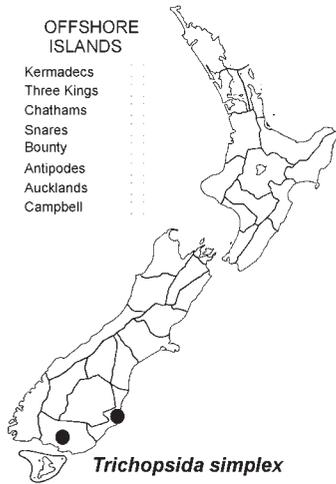 OFFSHORE
ISLANDS
Kermadecs
Three Kings
Chathams
Snares
Bounty
Antipodes
Aucklands
Campbell
Trichopsida simplex